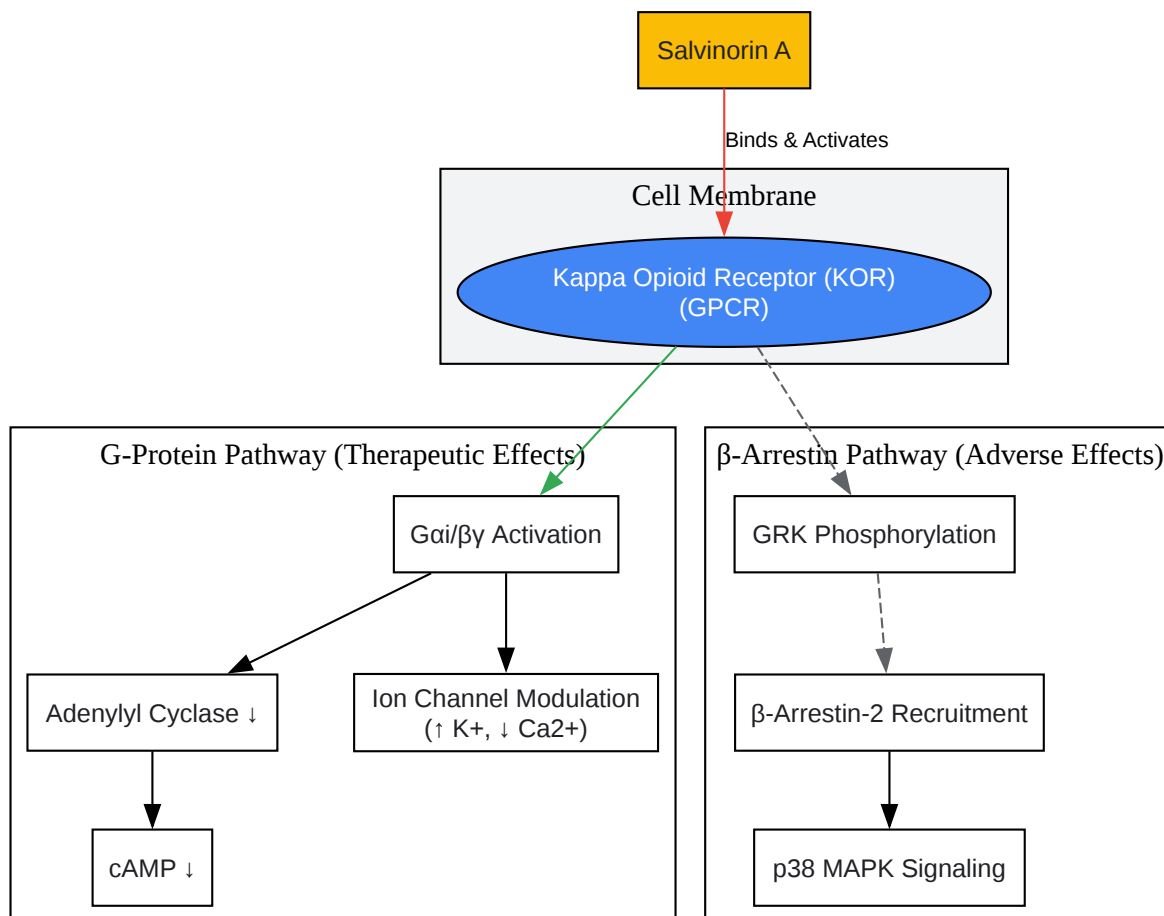 Salvinorin A
Binds & Activates
Cell Membrane
Kappa Opioid Receptor (KOR)
(GPCR)
G-Protein Pathway (Therapeutic Effects)
β-Arrestin Pathway (Adverse Effects)
Gαi/βγ Activation
GRK Phosphorylation
Adenylyl Cyclase ↓
Ion Channel Modulation
(↑ K+, ↓ Ca2+)
β-Arrestin-2 Recruitment
cAMP ↓
p38 MAPK Signaling